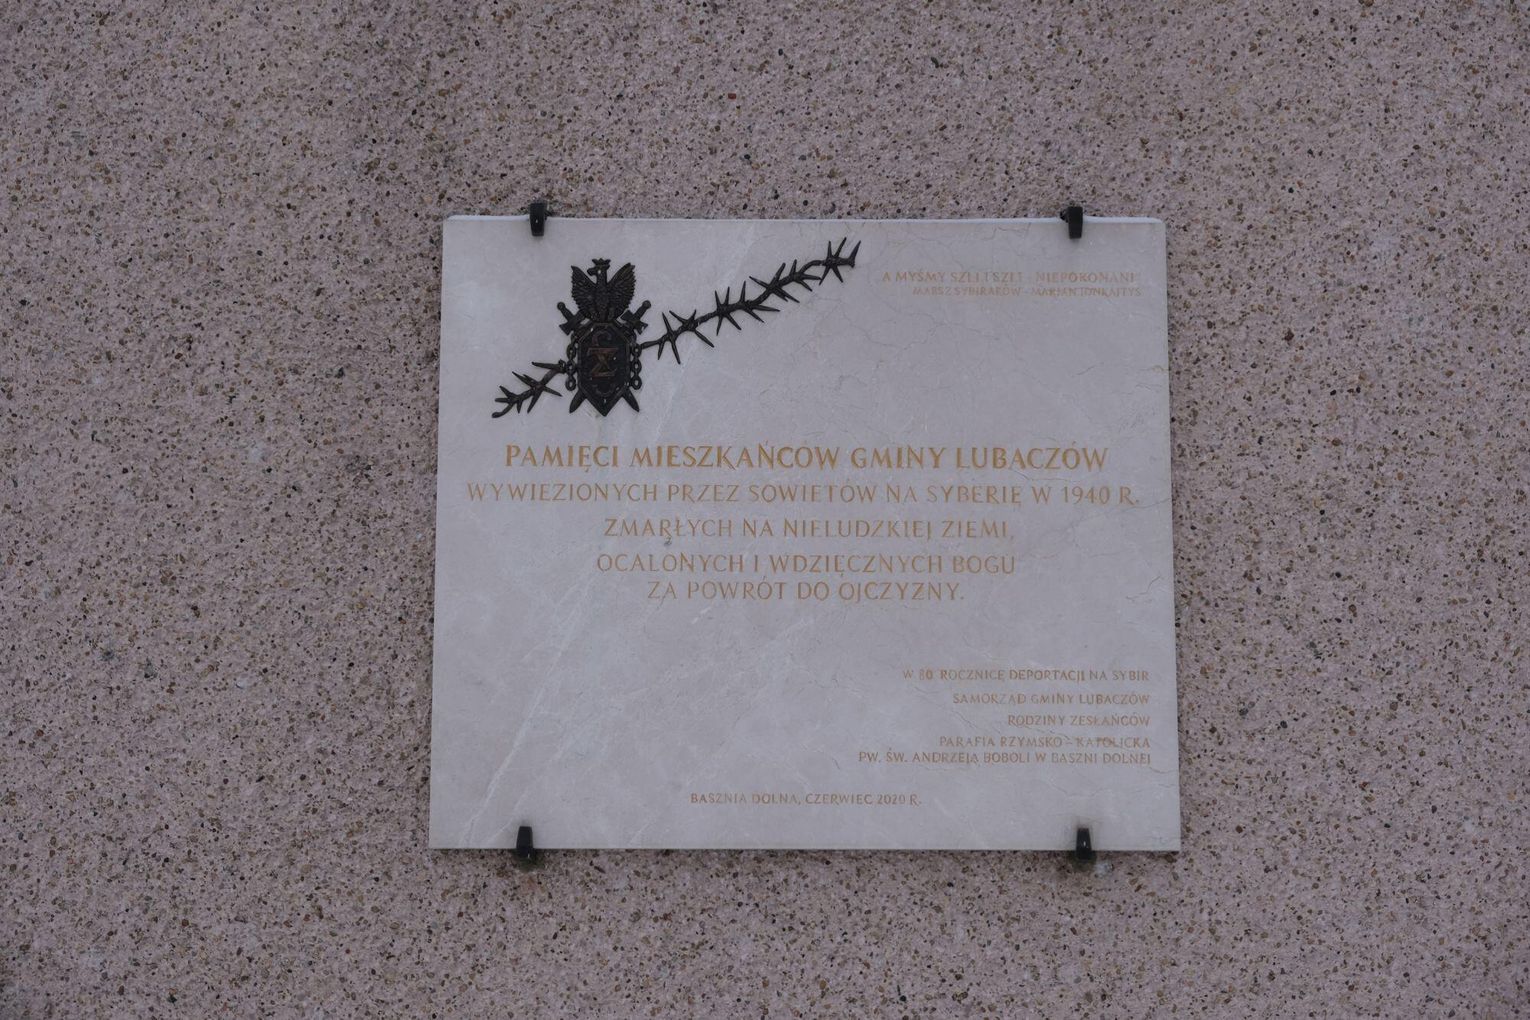 A MYŚMY SZLI I SZLI - NIEPOKONANI
MARSZ SYBIRAKÓW - MARIAN JONKAJTYS
PAMIĘCI MIESZKAŃCÓW GMINY LUBACZÓW
WYWIEZIONYCH PRZEZ SOWIETÓW NA SYBERIĘ W 1940 R.
ZMARŁYCH NA NIELUDZKIEJ ZIEMI,
OCALONYCH I WDZIĘCZNYCH BOGU
ZA POWRÓT DO OJCZYZNY.
W 80 ROCZNICĘ DEPORTACJI NA SYBIR
SAMORZĄD GMINY LUBACZÓW
RODZINY ZESŁAŃCÓW
PARAFIA RZYMSKO - KATOLICKA
PW. ŚW. ANDRZEJA BOBOLI W BASZNI DOLNEJ
BASZNIA DOLNA, CZERWIEC 2020 R.